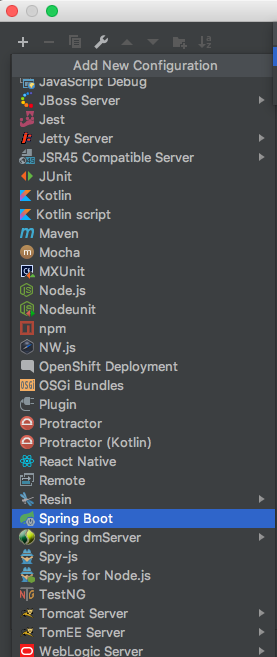 Add New Configuration
JavaScript Debug
JBoss Server
Jest
Jetty Server
JSR45 Compatible Server
JUnit
Kotlin
Kotlin script
Maven
Mocha
MXUnit
Node.js
Nodeunit
npm
NW.js
OpenShift Deployment
OSGi Bundles
Plugin
Protractor
Protractor (Kotlin)
React Native
Remote
Resin
Spring Boot
Spring dmServer
Spy-js
Spy-js for Node.js
TestNG
Tomcat Server
TomEE Server
WebLogic Server